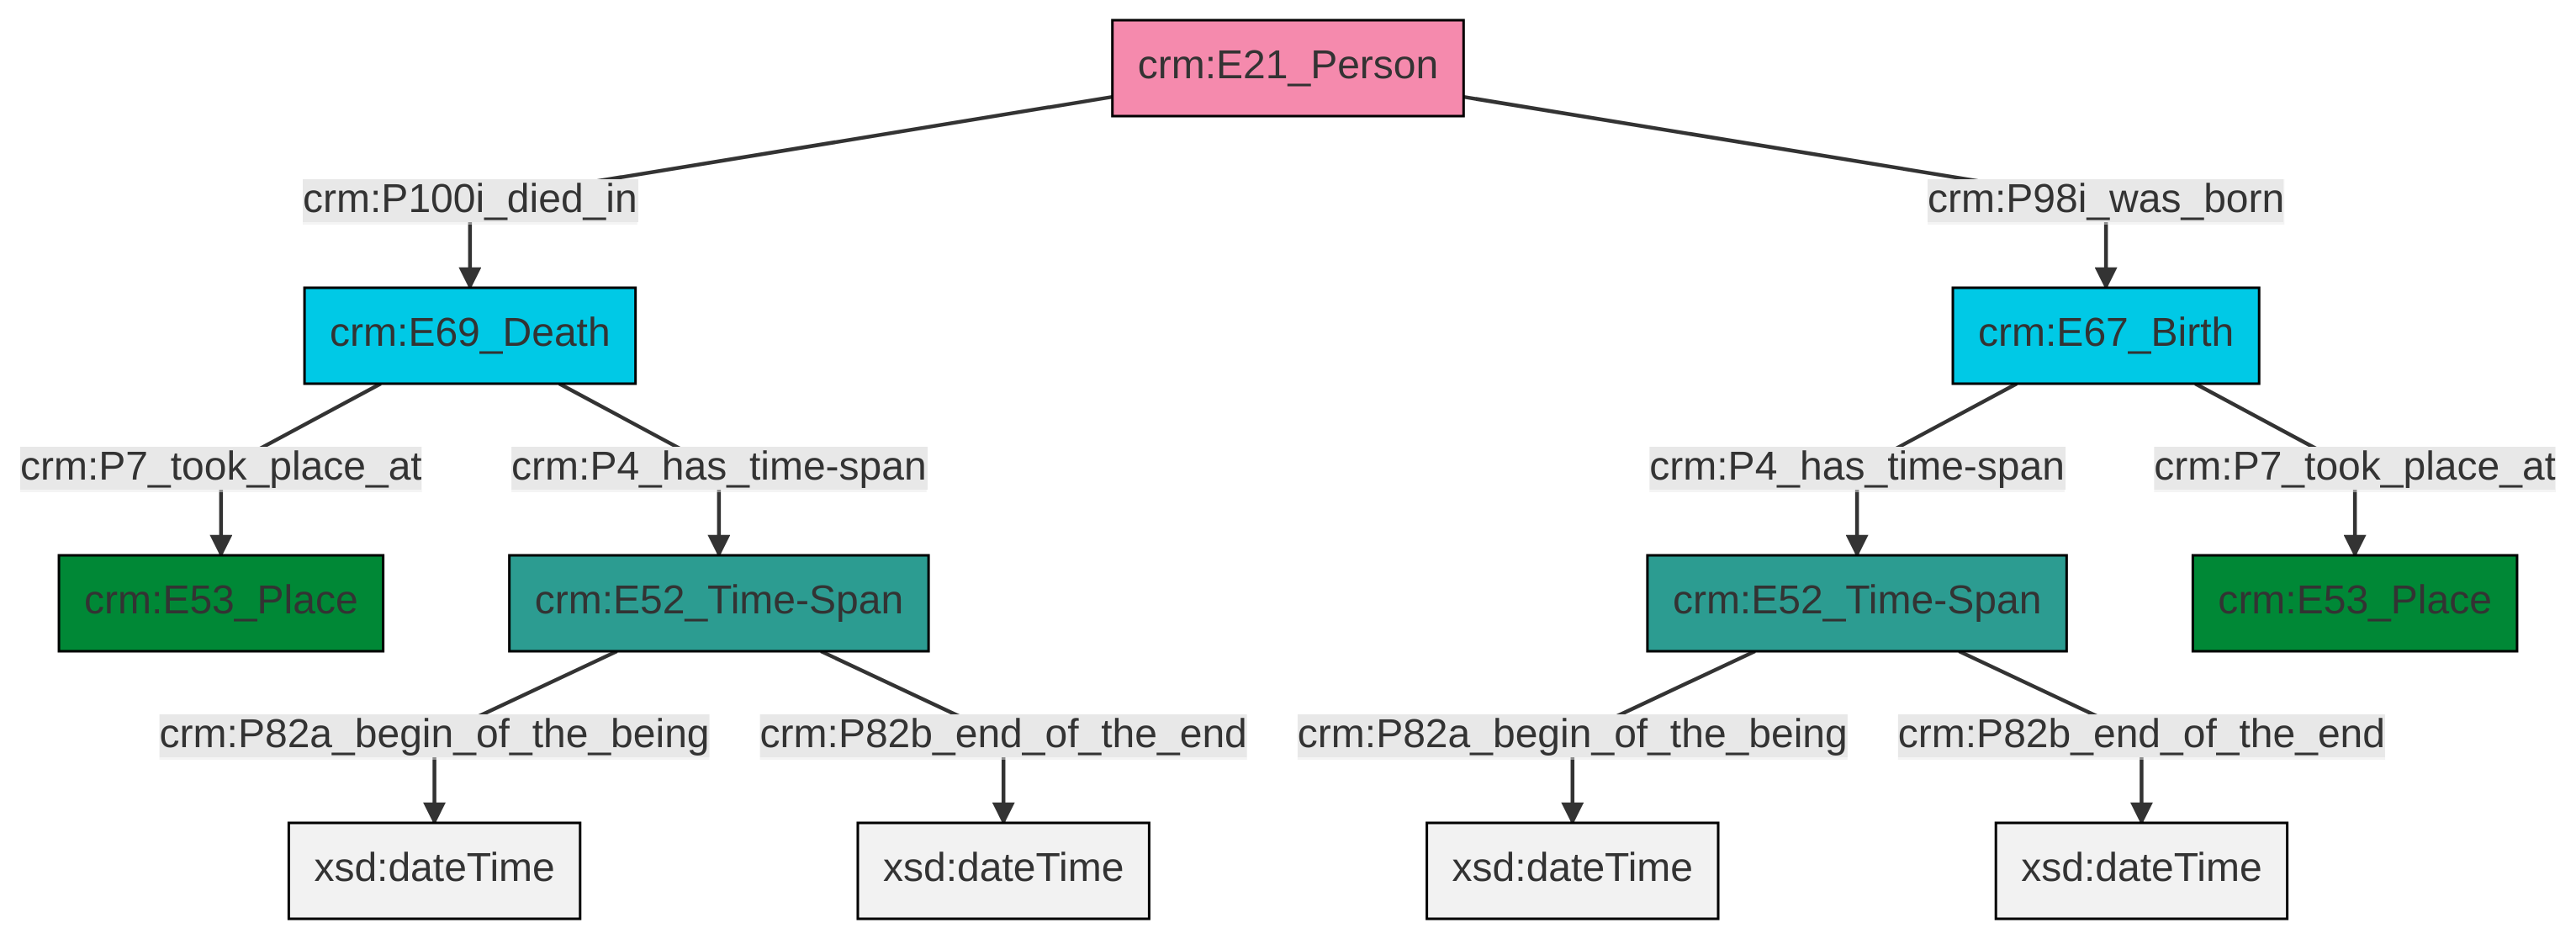 crm:E21_Person
crm:P100i_died_in
crm:P98i_was_born
crm:E69_Death
crm:E67_Birth
crm:P7_took_place_at
crm:P4_has_time-span
crm:P4_has_time-span
crm:P7_took_place_at
crm:E53_Place
crm:E52_Time-Span
crm:E52_Time-Span
crm:E53_Place
crm:P82a_begin_of_the_being
crm:P82b_end_of_the_end
crm:P82a_begin_of_the_being
crm:P82b_end_of_the_end
xsd:dateTime
xsd:dateTime
xsd:dateTime
xsd:dateTime